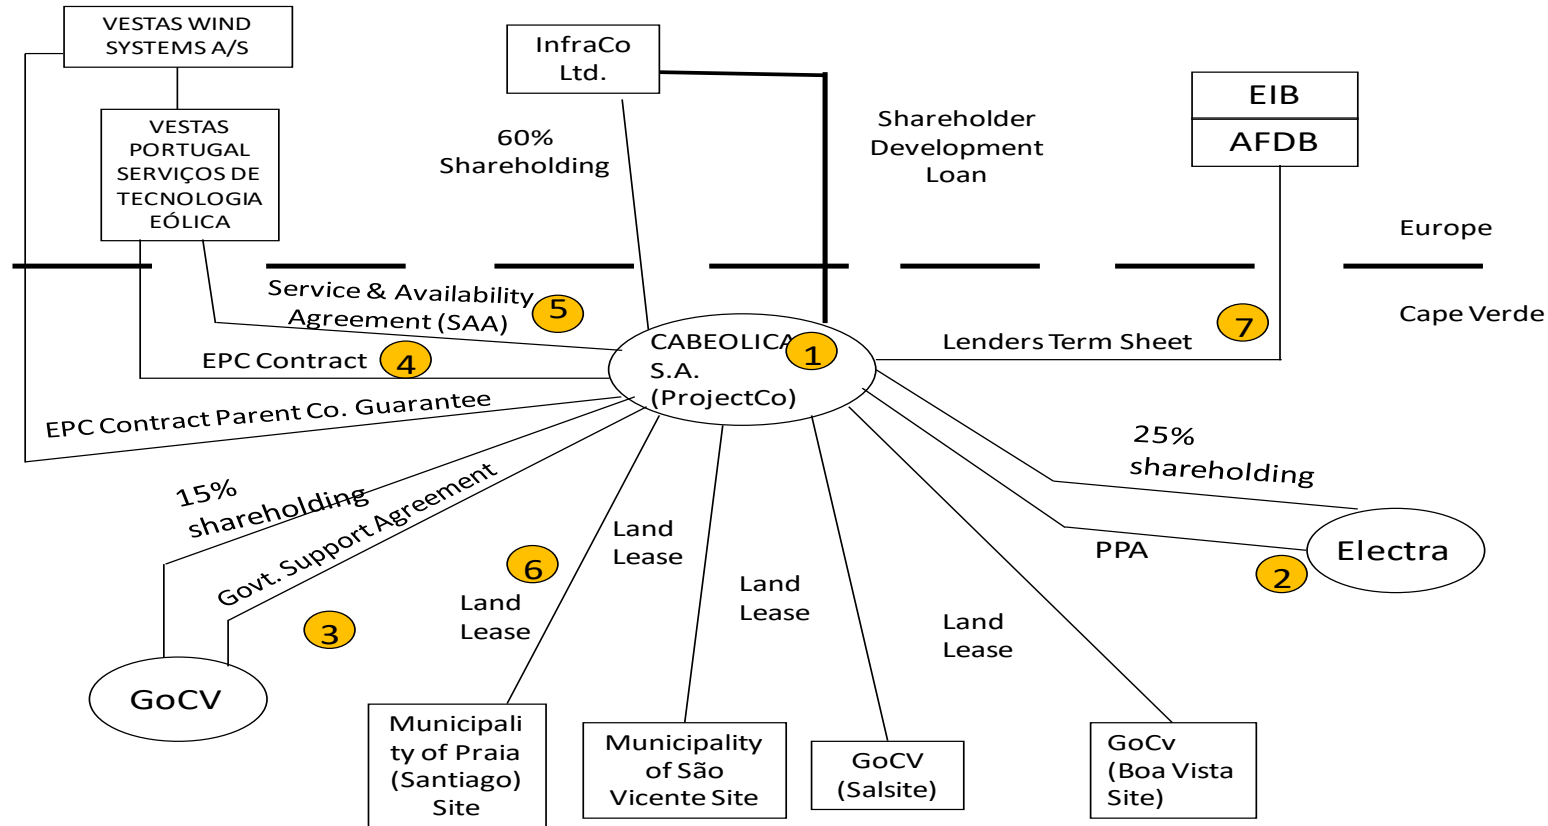 VESTAS WIND
SYSTEMS A/S
VESTAS
PORTUGAL
SERVIÇOS DE
TECNOLOGIA
EÓLICA
InfraCo
Ltd.
60%
Shareholding
Shareholder
Development
Loan
EIB
AFDB
Europe
Cape Verde
Service & Availability
Agreement (SAA)
5
EPC Contract
4
EPC Contract Parent Co. Guarantee
CABEOLICA
S.A.
(ProjectCo)
1
Lenders Term Sheet
7
15%
shareholding
Govt. Support Agreement
3
GoCV
25%
shareholding
PPA
2
Electra
6
Land
Lease
Land
Lease
Land
Lease
Land
Lease
Municipali
ty of Praia
(Santiago)
Site
Municipality
of São
Vicente Site
GoCV
(Salsite)
GoCv
(Boa Vista
Site)